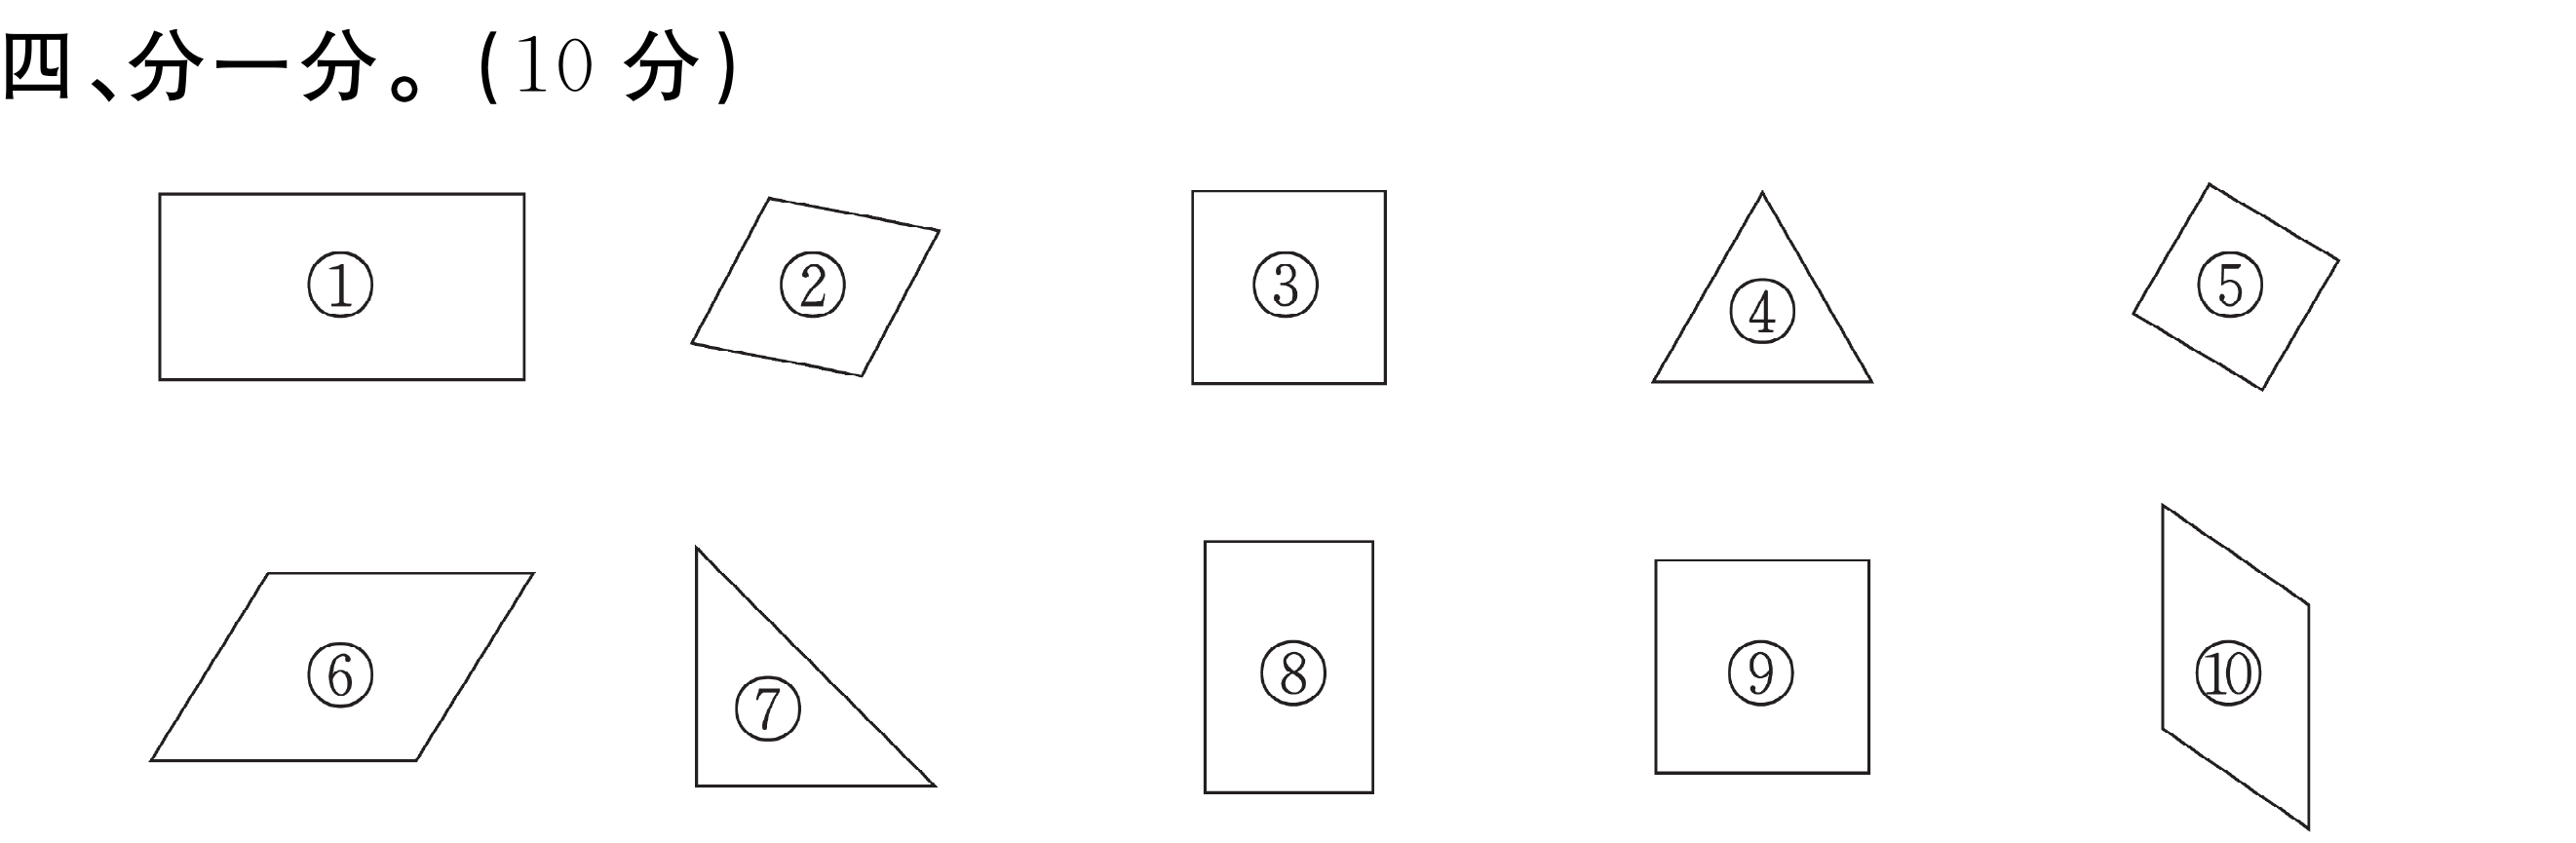 四、分一分。(10 分)
① ② ③ ④ ⑤
⑥ ⑦ ⑧ ⑨ ⑩